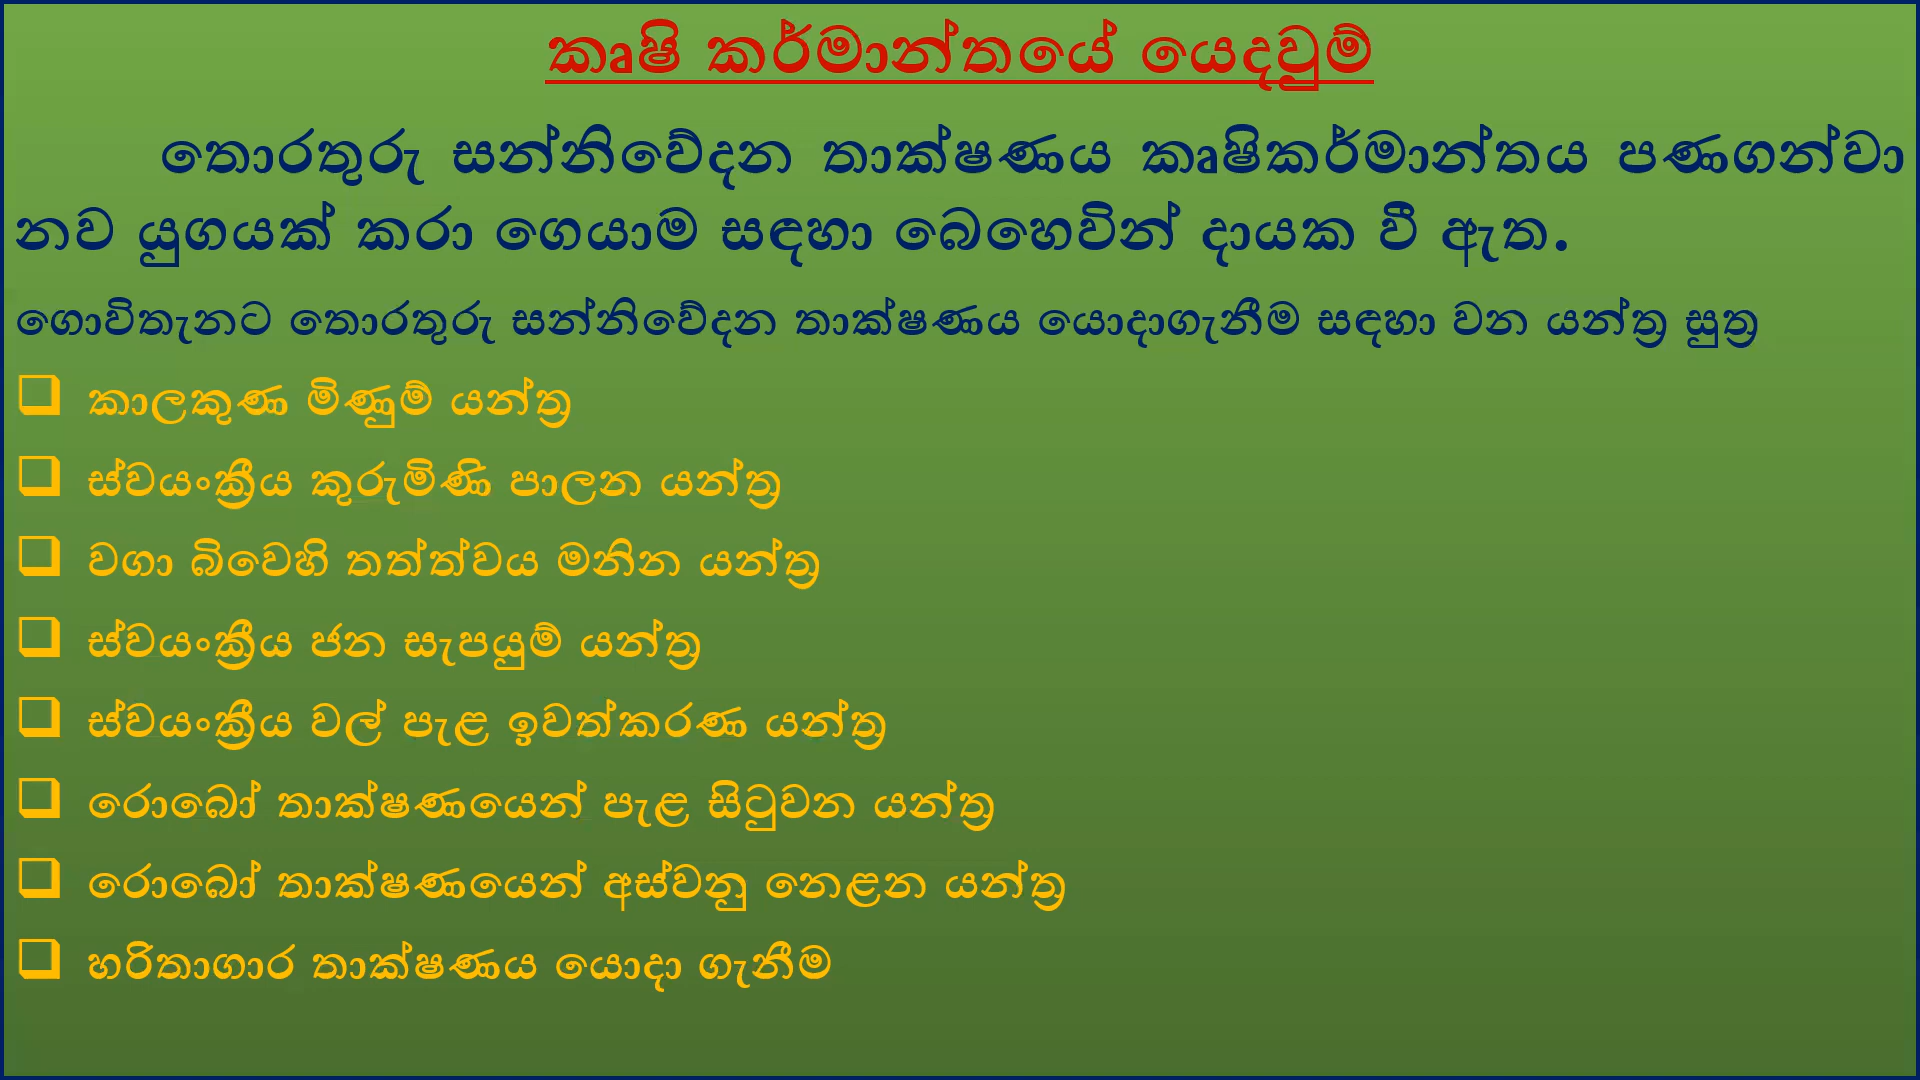 කෘෂි කර්මාන්තයේ යෙදවුම්
තොරතුරු සන්නිවේදන තාක්ෂණය කෘෂිකර්මාන්තය පණගන්වා
නව යුගයක් කරා ගෙයාම සඳහා බෙහෙවින් දායක වී ඇත.
ගොවිතැනට තොරතුරු සන්නිවේදන තාක්ෂණය යොදාගැනීම සඳහා වන යන්ත්‍ර සුත්‍ර
❑ කාලකුණ මිණුම් යන්ත්‍ර
❑ ස්වයංක්‍රීය කුරුමිණි පාලන යන්ත්‍ර
❑ වගා බිවෙහි තත්ත්වය මනින යන්ත්‍ර
❑ ස්වයංක්‍රීය ජන සැපයුම් යන්ත්‍ර
❑ ස්වයංක්‍රීය වල් පැළ ඉවත්කරණ යන්ත්‍ර
❑ රොබෝ තාක්ෂණයෙන් පැළ සිටුවන යන්ත්‍ර
❑ රොබෝ තාක්ෂණයෙන් අස්වනු නෙළන යන්ත්‍ර
❑ හරිතාගාර තාක්ෂණය යොදා ගැනීම